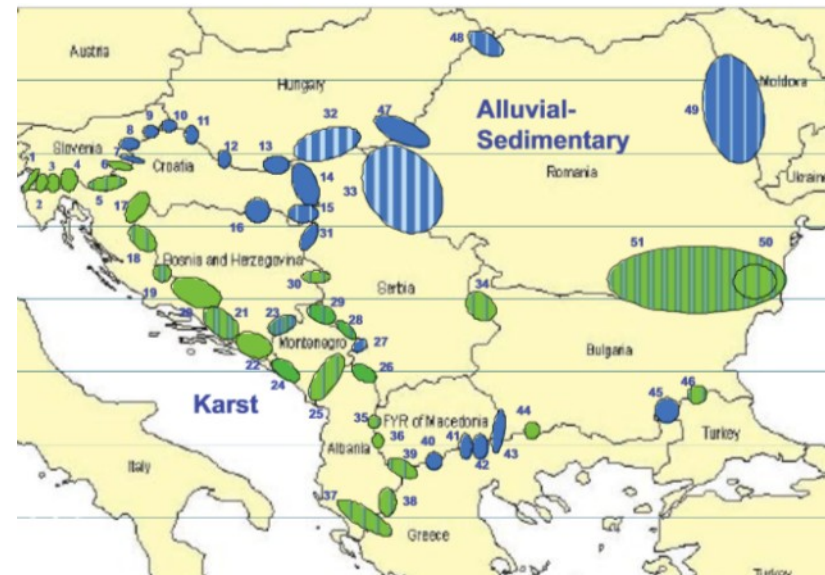 Austria
48
Hungary
Moldova
9
10
11
8
32
47
Alluvial-
Sedimentary
49
Slovenia
7
12
13
Croatia
Romania
1
3
4
6
2
5
14
33
Ukraine
17
15
16
31
51
50
18
Bosnia and Herzegovina
19
30
Serbia
34
20
21
23
29
28
Montenegro
27
Bulgaria
22
24
26
Karst
25
35
FYR of Macedonia
44
45
46
36
Albania
40
41
42
43
Turkey
39
Italy
37
38
Greece
Turkey